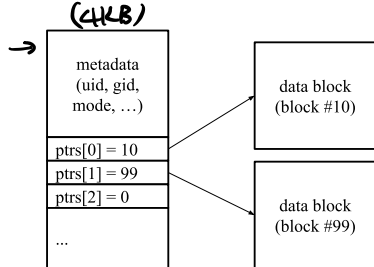 metadata
(uid, gid,
mode, ...)
ptrs[0] = 10
ptrs[1] = 99
ptrs[2] = 0
...
data block
(block #10)
data block
(block #99)